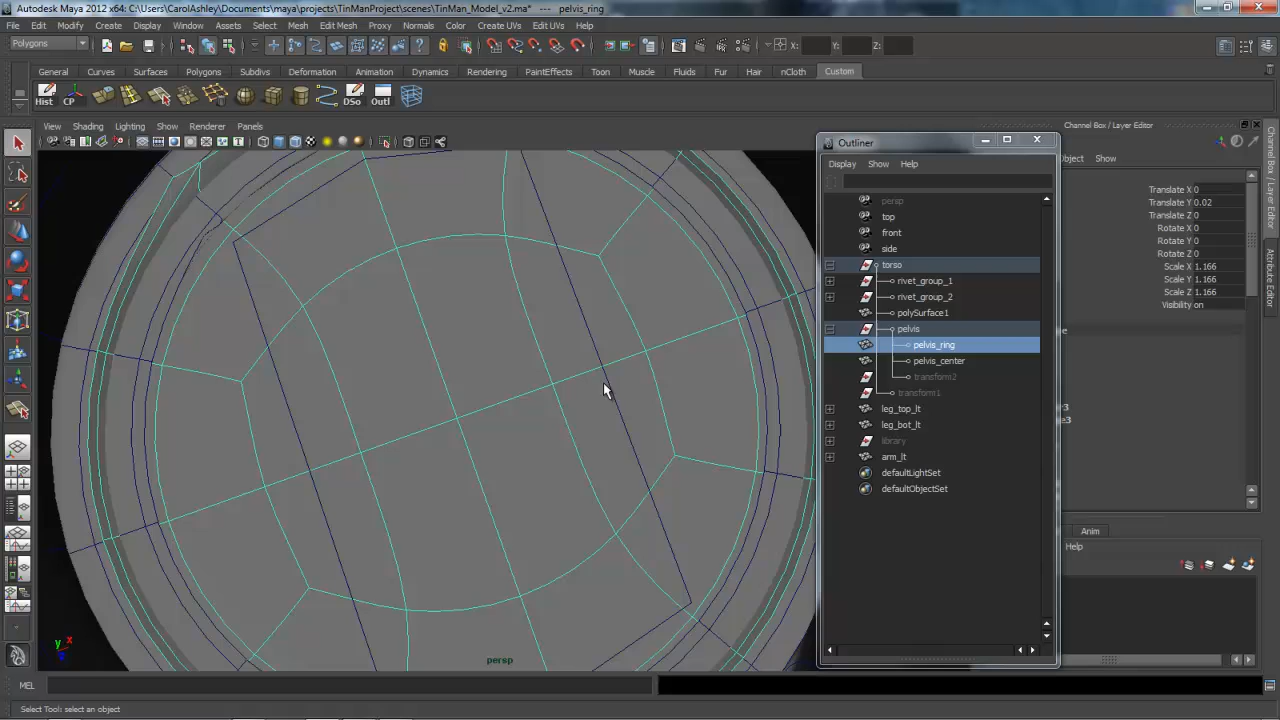 Autodesk Maya 2012 x64: C:\Users\CarolAshley\Documents\maya\projects\TinManProject\scenes\TinMan_Model_v2.ma* --- pelvis_ring
File Edit Modify Create Display Window Assets Select Mesh Edit Mesh Proxy Normals Color Create UVs Edit UVs Help
Polygons X: Y: Z:
General Curves Surfaces Polygons Subdivs Deformation Animation Dynamics Rendering PaintEffects Toon Muscle Fluids Fur Hair nCloth Custom
Hist CP DSo Outl
View Shading Lighting Show Renderer Panels
Outliner
Display Show Help
persp
top
front
side
torso
rivet_group_1
rivet_group_2
polySurface1
pelvis
pelvis_ring
pelvis_center
transform2
transform1
leg_top_lt
leg_bot_lt
library
arm_lt
defaultLightSet
defaultObjectSet
Channel Box / Layer Editor
Object Show
Translate X 0
Translate Y 0.02
Translate Z 0
Rotate X 0
Rotate Y 0
Rotate Z 0
Scale X 1.166
Scale Y 1.166
Scale Z 1.166
Visibility on
Anim
Help
Channel Box / Layer Editor
Attribute Editor
y x z
persp
MEL
Select Tool: select an object